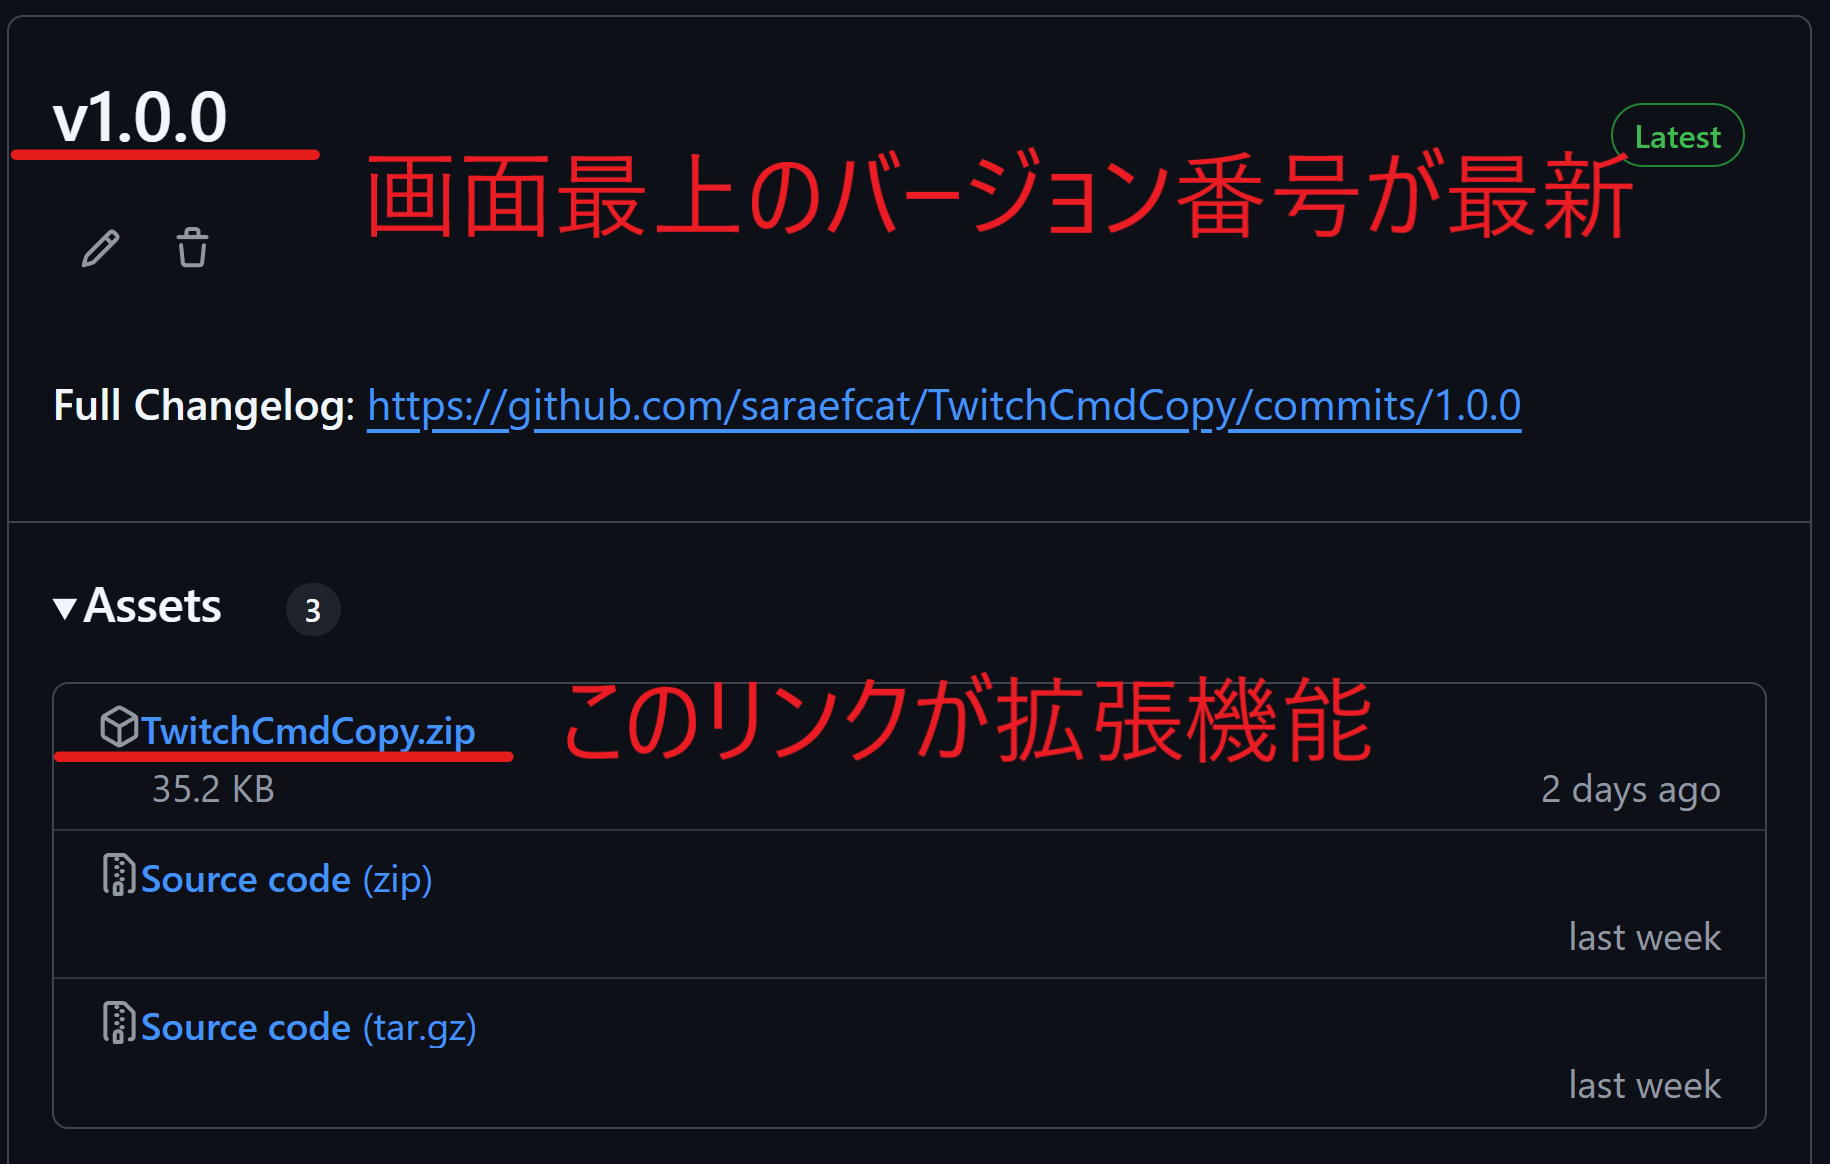 v1.0.0
Latest
画面最上のバージョン番号が最新
Full Changelog: https://github.com/saraefcat/TwitchCmdCopy/commits/1.0.0
Assets 3
このリンクが拡張機能
TwitchCmdCopy.zip
35.2 KB
2 days ago
Source code (zip)
last week
Source code (tar.gz)
last week